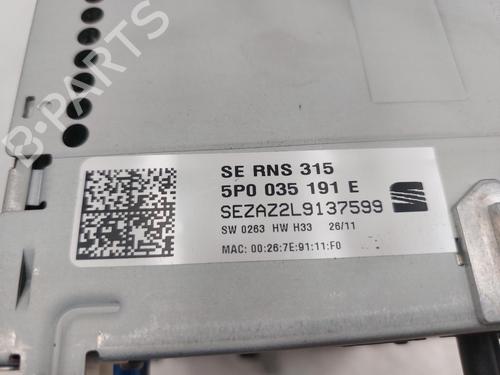 B-PARTS
SE RNS 315
5P0 035 191 E
SEZAZ2L9137599
SW 0263 HW H33 26/11
MAC: 00:26:7E:91:11:F0